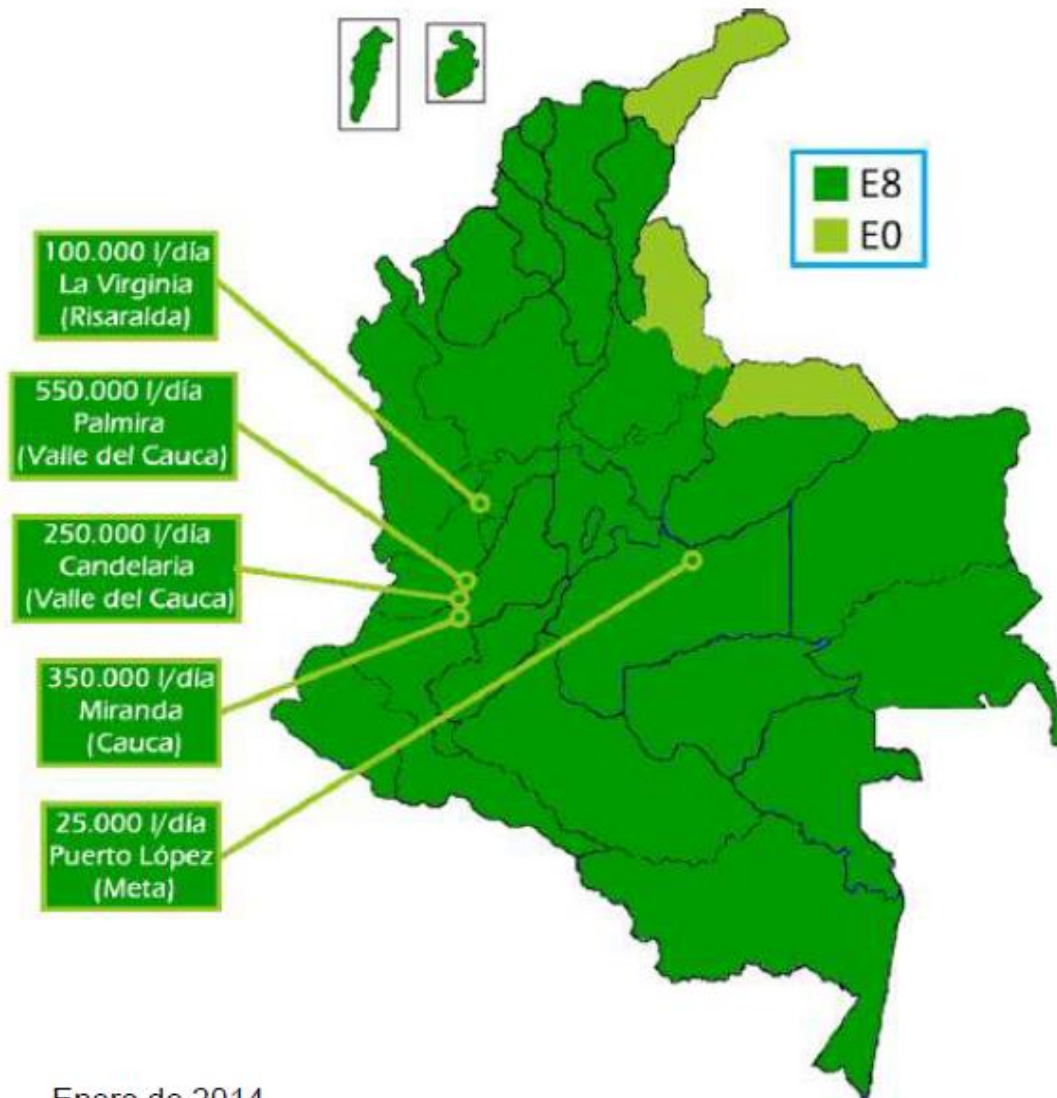 E8
E0
100.000 l/día
La Virginia
(Risaralda)
550.000 l/día
Palmira
(Valle del Cauca)
250.000 l/día
Candelaria
(Valle del Cauca)
350.000 l/día
Miranda
(Cauca)
25.000 l/día
Puerto López
(Meta)
Enero de 2014